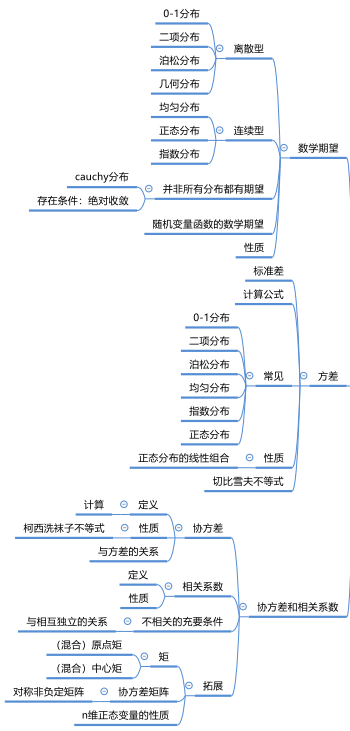 0-1分布
二项分布
离散型
泊松分布
几何分布
均匀分布
正态分布
连续型
指数分布
数学期望
cauchy分布
并非所有分布都有期望
存在条件：绝对收敛
随机变量函数的数学期望
性质
标准差
计算公式
0-1分布
二项分布
泊松分布
常见
方差
均匀分布
指数分布
正态分布
正态分布的线性组合
性质
切比雪夫不等式
计算
定义
柯西洗袜子不等式
性质
协方差
与方差的关系
定义
相关系数
性质
协方差和相关系数
与相互独立的关系
不相关的充要条件
（混合）原点矩
矩
（混合）中心矩
拓展
对称非负定矩阵
协方差矩阵
n维正态变量的性质